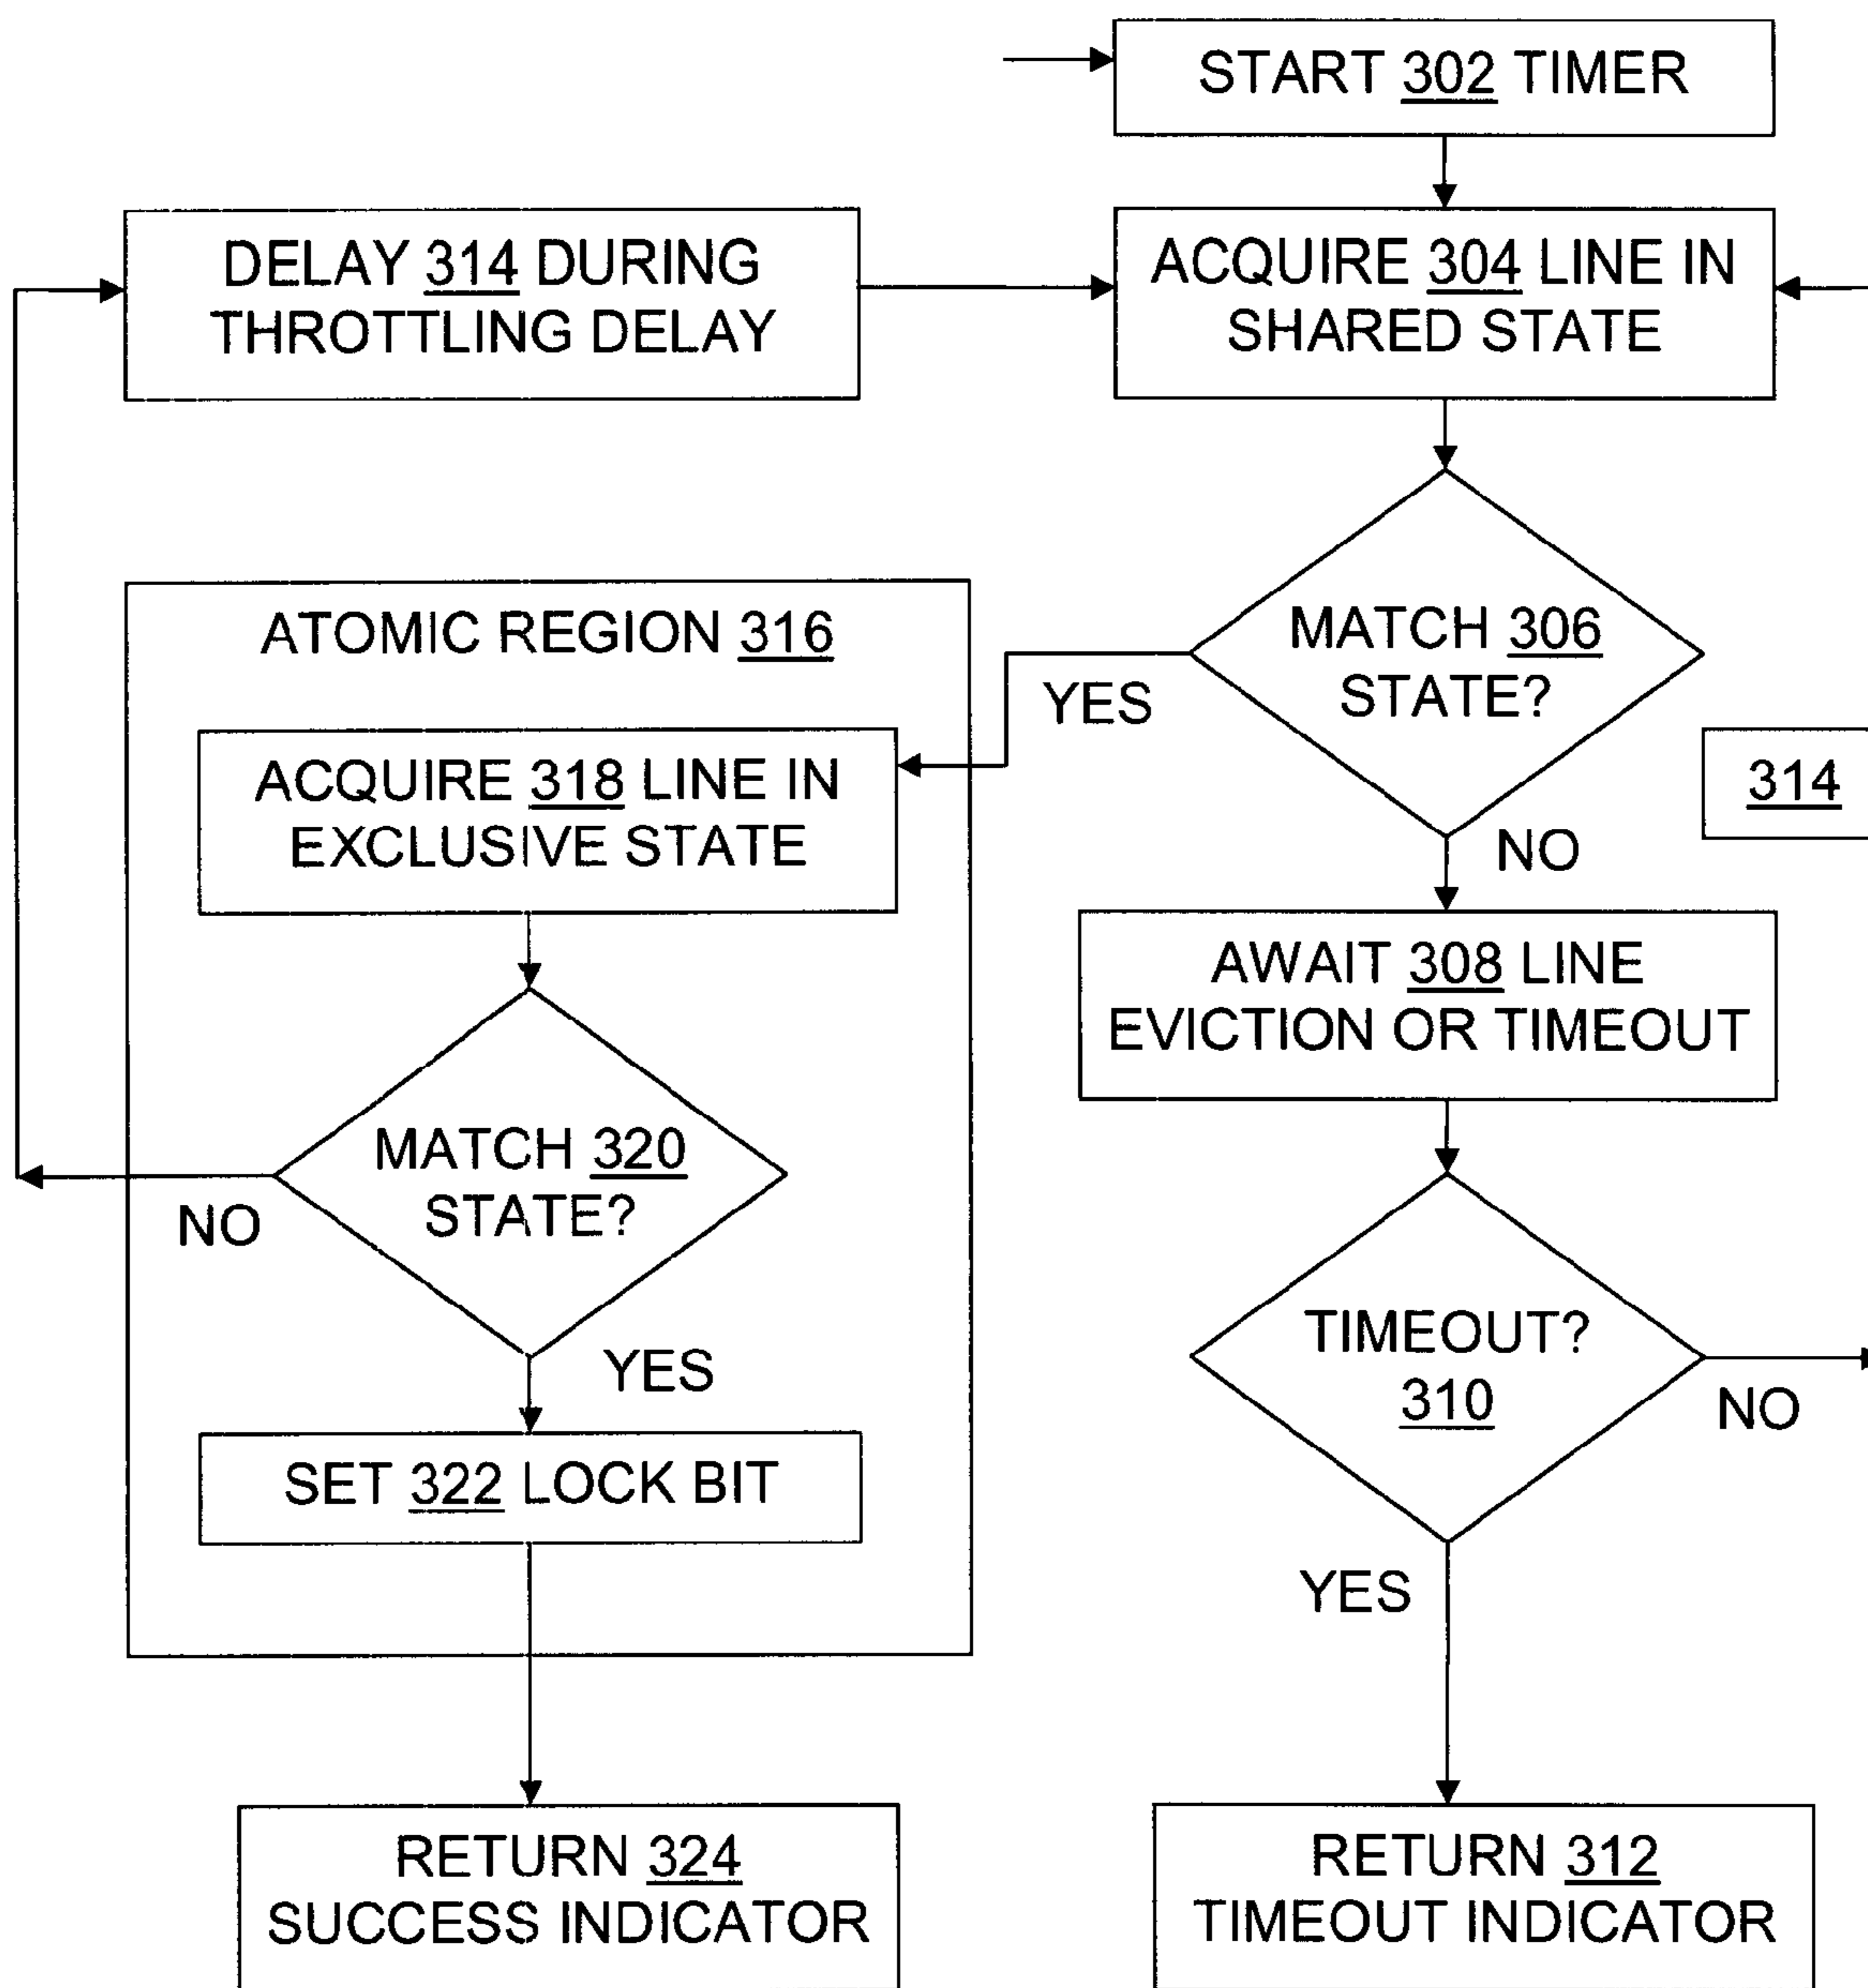 START 302 TIMER
DELAY 314 DURING
THROTTLING DELAY
ACQUIRE 304 LINE IN
SHARED STATE
MATCH 306
STATE?
YES
NO
314
ATOMIC REGION 316
ACQUIRE 318 LINE IN
EXCLUSIVE STATE
MATCH 320
STATE?
NO
YES
SET 322 LOCK BIT
AWAIT 308 LINE
EVICTION OR TIMEOUT
TIMEOUT?
310
NO
YES
RETURN 324
SUCCESS INDICATOR
RETURN 312
TIMEOUT INDICATOR